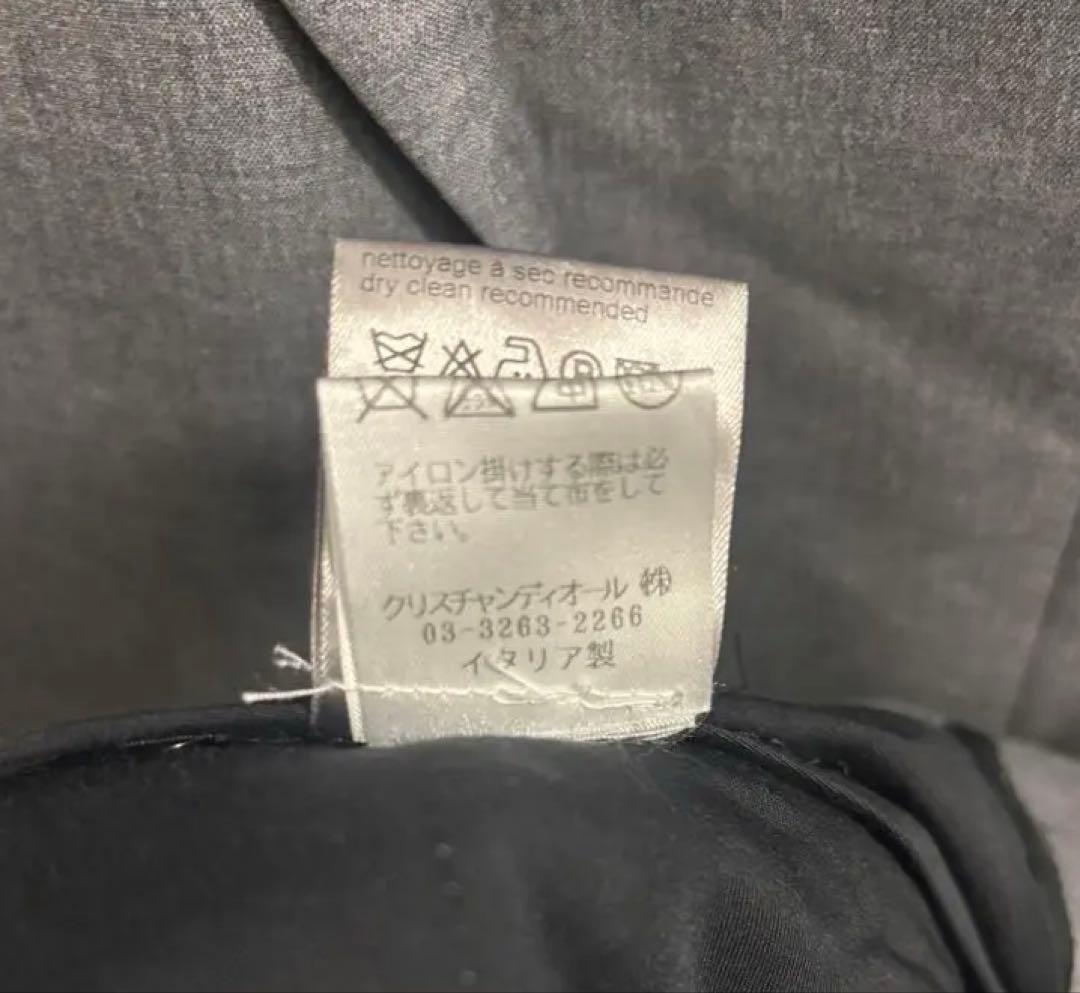 nettoyage à sec recommande
dry clean recommended
アイロン掛けする際は必
ず裏返して当て布をして
下さい。
クリスチャンディオール ㈱
03-3263-2266
イタリア製